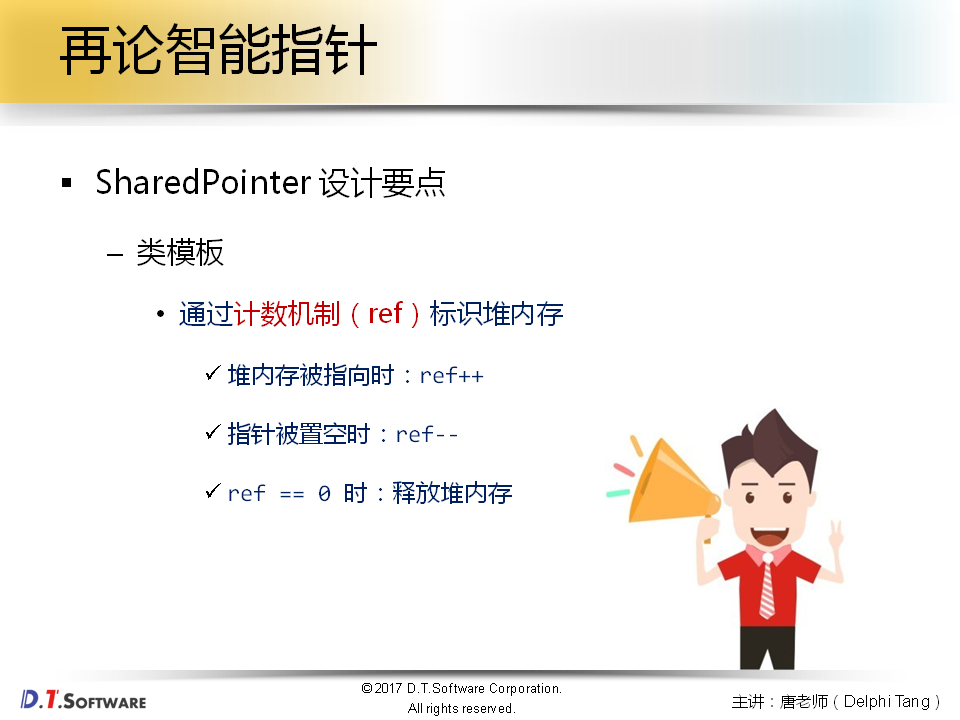 再论智能指针
▪ SharedPointer 设计要点
– 类模板
• 通过计数机制（ref）标识堆内存
✓ 堆内存被指向时：ref++
✓ 指针被置空时：ref--
✓ ref == 0 时：释放堆内存
D.T.SOFTWARE
©2017 D.T.Software Corporation.
All rights reserved.
主讲：唐老师（Delphi Tang）